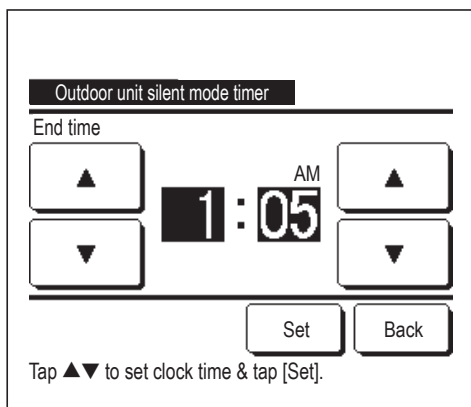 Outdoor unit silent mode timer
End time
▲ ▲
AM
1 : 05
▼ ▼
Set Back
Tap ▲▼ to set clock time & tap [Set].